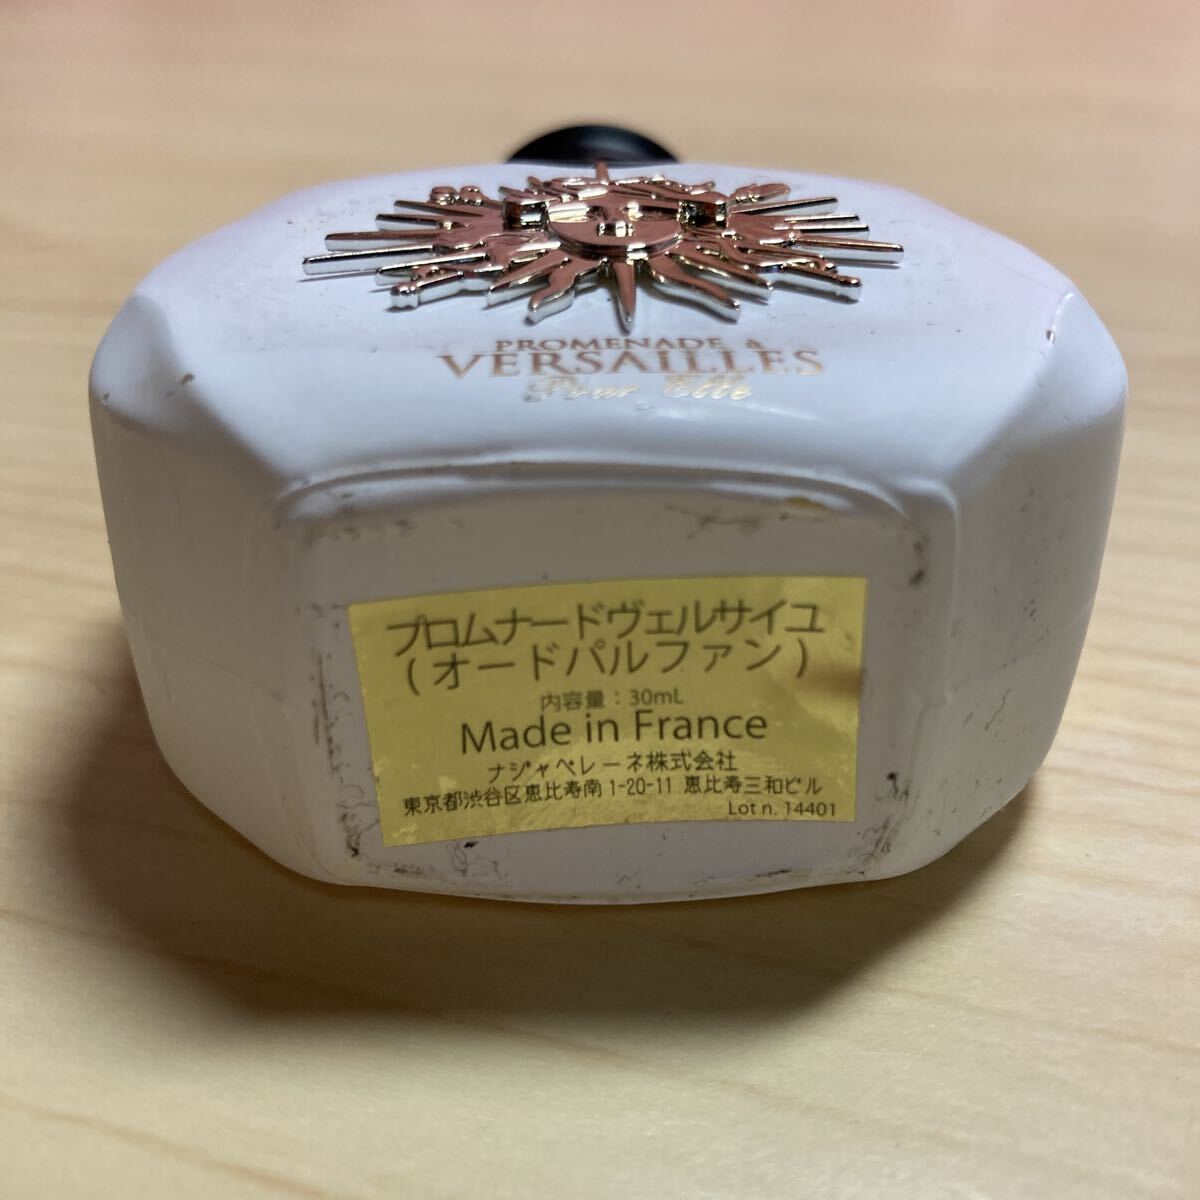 PROMENADE À
VERSAILLES
Pour Elle
プロムナードヴェルサイユ
(オードパルファン)
内容量：30mL
Made in France
ナジャペレーネ株式会社
東京都渋谷区恵比寿南 1-20-11 恵比寿三和ビル
Lot n. 14401